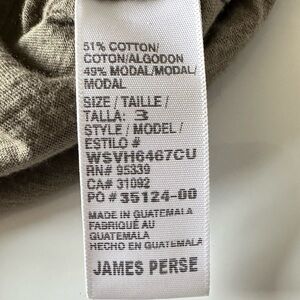 51% COTTON/
COTON/ALGODON
49% MODAL/MODAL/
MODAL
SIZE / TAILLE /
TALLA: 3
STYLE / MODEL /
ESTILO #
WSVH6467CU
RN# 95339
CA# 31092
PO # 35124-00
MADE IN GUATEMALA
FABRIQUÉ AU
GUATEMALA
HECHO EN GUATEMALA
JAMES PERSE